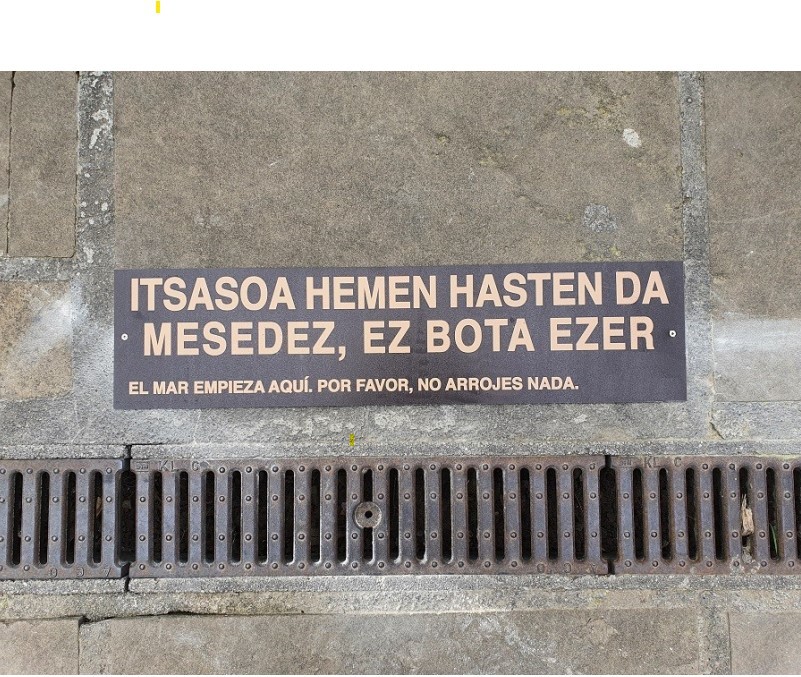 ITSASOA HEMEN HASTEN DA
MESEDEZ, EZ BOTA EZER
EL MAR EMPIEZA AQUÍ. POR FAVOR, NO ARROJES NADA.